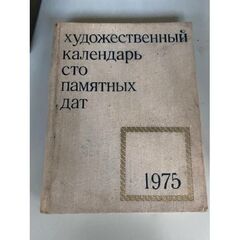 художественный
календарь
сто
памятных
дат
1975